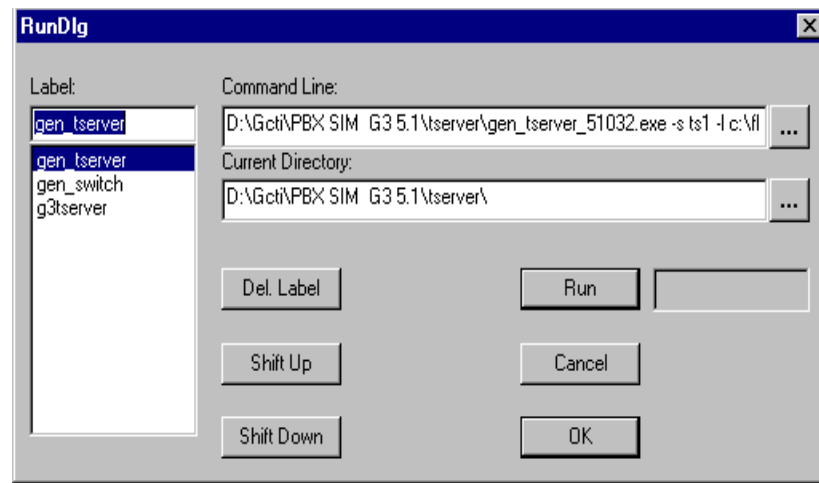 RunDlg
Label:
gen_tserver
gen_tserver
gen_switch
g3tserver
Command Line:
D:\Gcti\PBX SIM G3 5.1\tserver\gen_tserver_51032.exe -s ts1 -l c:\fl
...
Current Directory:
D:\Gcti\PBX SIM G3 5.1\tserver\
...
Del. Label
Run
Shift Up
Cancel
Shift Down
OK